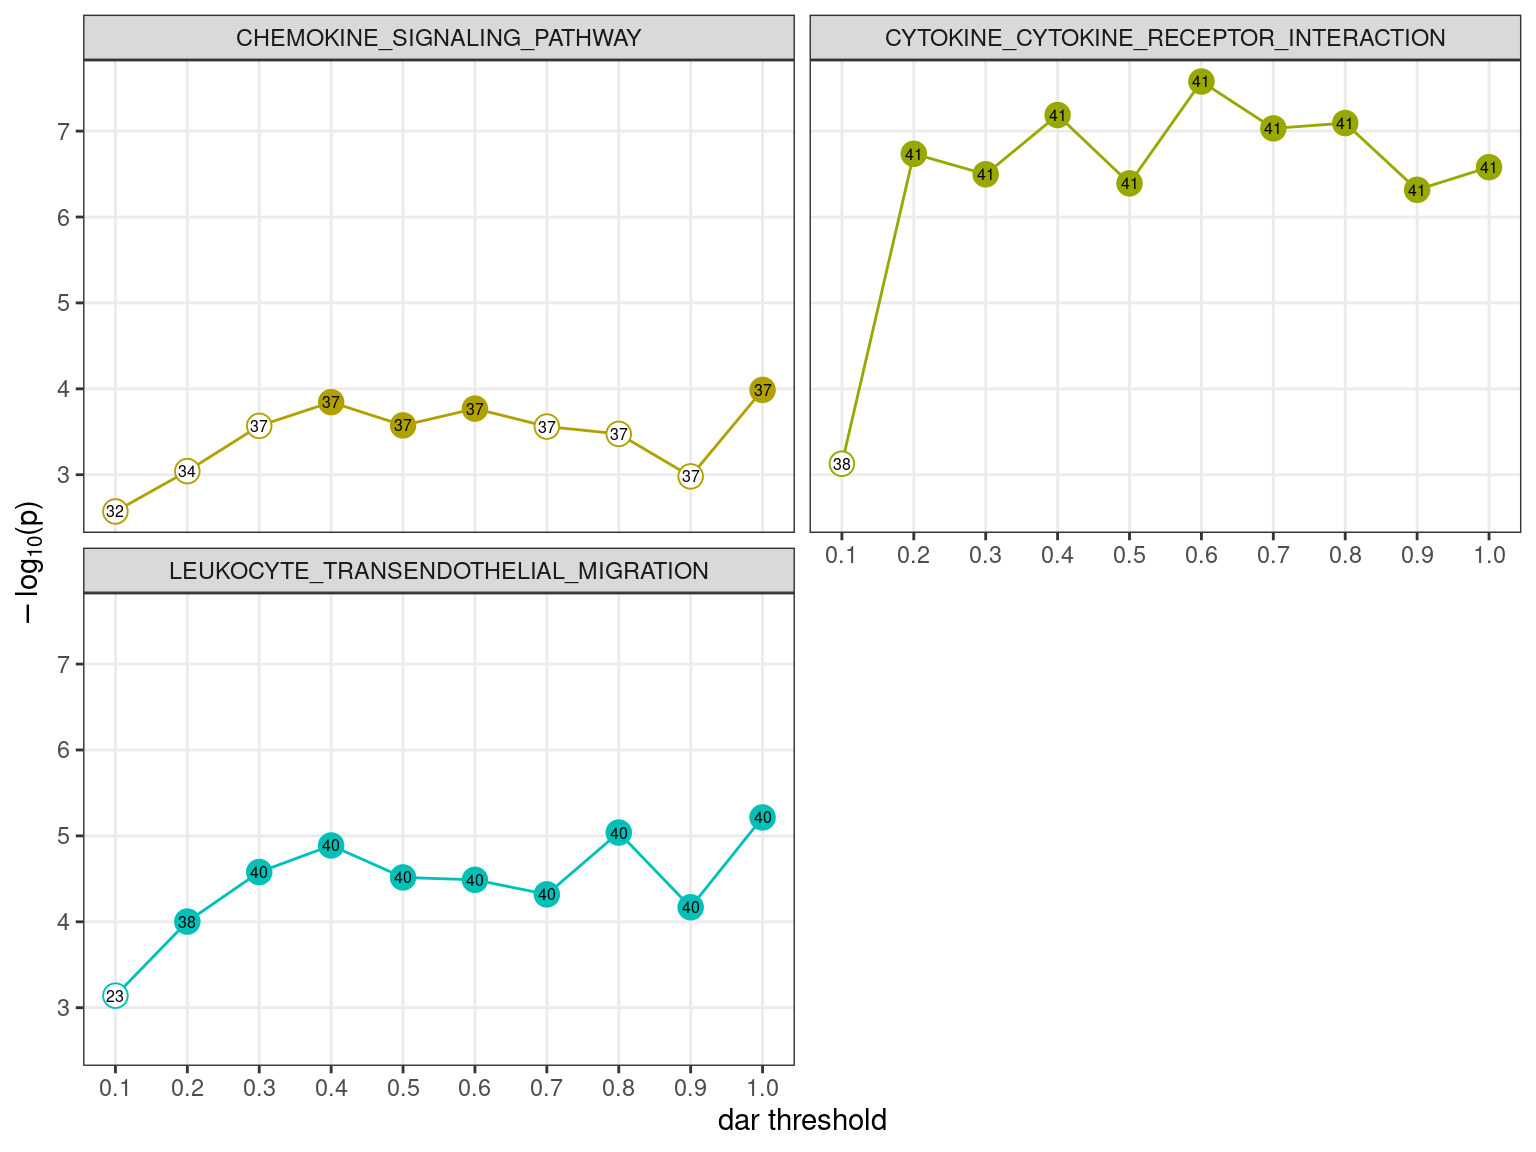 CHEMOKINE_SIGNALING_PATHWAY
7
6
5
4
3
32 34 37 37 37 37 37 37 37 37
CYTOKINE_CYTOKINE_RECEPTOR_INTERACTION
38 41 41 41 41 41 41 41 41 41
0.1 0.2 0.3 0.4 0.5 0.6 0.7 0.8 0.9 1.0
− log10(p)
LEUKOCYTE_TRANSENDOTHELIAL_MIGRATION
7
6
5
4
3
23 38 40 40 40 40 40 40 40 40
0.1 0.2 0.3 0.4 0.5 0.6 0.7 0.8 0.9 1.0
dar threshold